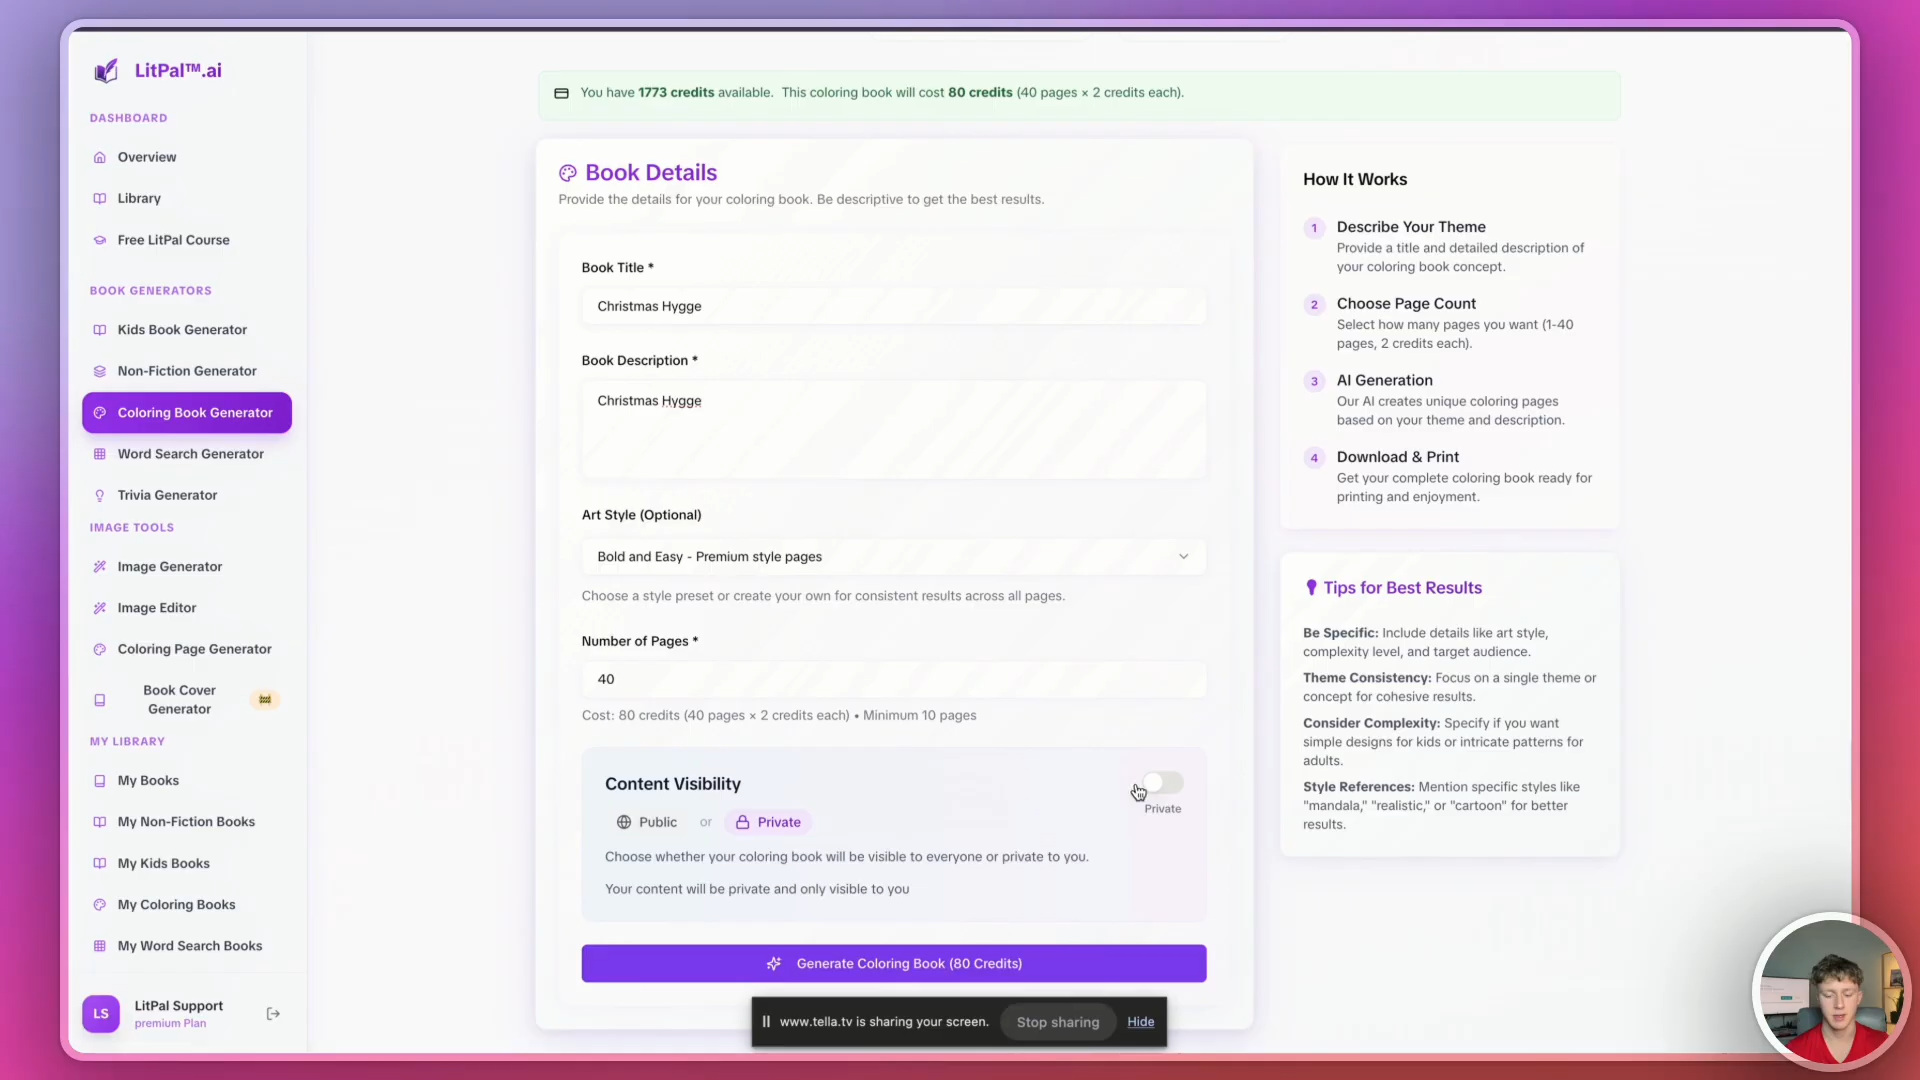 LitPal™.ai
DASHBOARD
Overview
Library
Free LitPal Course
BOOK GENERATORS
Kids Book Generator
Non-Fiction Generator
Coloring Book Generator
Word Search Generator
Trivia Generator
IMAGE TOOLS
Image Generator
Image Editor
Coloring Page Generator
Book Cover
Generator
MY LIBRARY
My Books
My Non-Fiction Books
My Kids Books
My Coloring Books
My Word Search Books
LS
LitPal Support
premium Plan
You have 1773 credits available. This coloring book will cost 80 credits (40 pages × 2 credits each).
Book Details
Provide the details for your coloring book. Be descriptive to get the best results.
Book Title *
Christmas Hygge
Book Description *
Christmas Hygge
Art Style (Optional)
Bold and Easy - Premium style pages
Choose a style preset or create your own for consistent results across all pages.
Number of Pages *
40
Cost: 80 credits (40 pages × 2 credits each) • Minimum 10 pages
Content Visibility
Private
Public or Private
Choose whether your coloring book will be visible to everyone or private to you.
Your content will be private and only visible to you
Generate Coloring Book (80 Credits)
How It Works
1 Describe Your Theme
Provide a title and detailed description of
your coloring book concept.
2 Choose Page Count
Select how many pages you want (1-40
pages, 2 credits each).
3 AI Generation
Our AI creates unique coloring pages
based on your theme and description.
4 Download & Print
Get your complete coloring book ready for
printing and enjoyment.
Tips for Best Results
Be Specific: Include details like art style,
complexity level, and target audience.
Theme Consistency: Focus on a single theme or
concept for cohesive results.
Consider Complexity: Specify if you want
simple designs for kids or intricate patterns for
adults.
Style References: Mention specific styles like
"mandala," "realistic," or "cartoon" for better
results.
www.tella.tv is sharing your screen.
Stop sharing
Hide